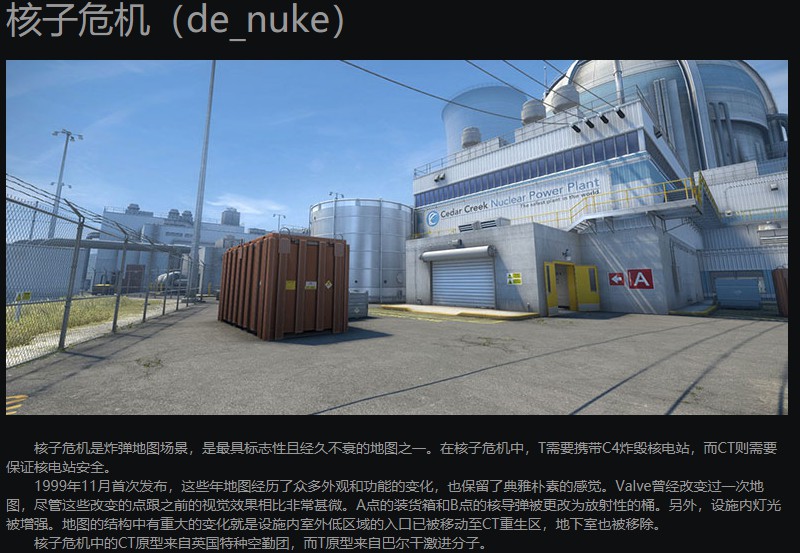 核子危机（de_nuke）
Cedar Creek Nuclear Power Plant
A
核子危机是炸弹地图场景，是最具标志性且经久不衰的地图之一。在核子危机中，T需要携带C4炸毁核电站，而CT则需要
保证核电站安全。
1999年11月首次发布，这些年地图经历了众多外观和功能的变化，也保留了典雅朴素的感觉。Valve曾经改变过一次地
图，尽管这些改变的点跟之前的视觉效果相比非常甚微。A点的装货箱和B点的核导弹被更改为放射性的桶。另外，设施内灯光
被增强。地图的结构中有重大的变化就是设施内室外低区域的入口已被移动至CT重生区，地下室也被移除。
核子危机中的CT原型来自英国特种空勤团，而T原型来自巴尔干激进分子。